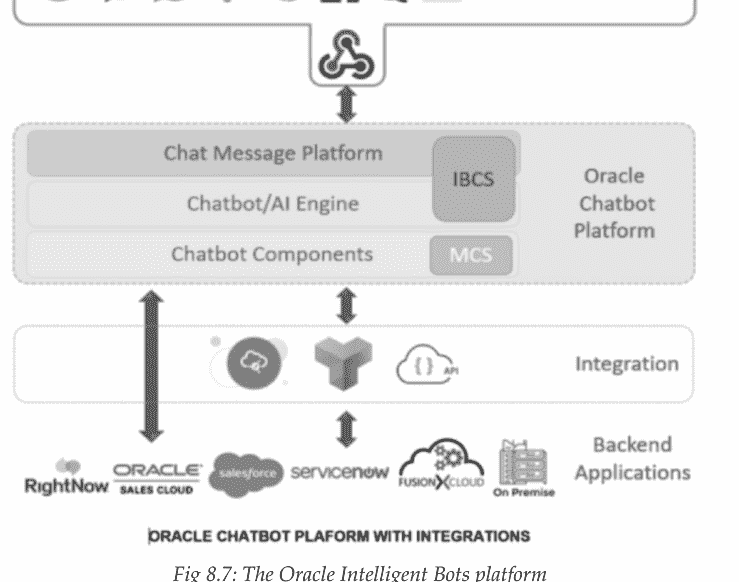 Chat Message Platform
IBCS
Chatbot/AI Engine
Chatbot Components
MCS
Oracle
Chatbot
Platform
{ } API
Integration
RightNow
ORACLE
SALES CLOUD
salesforce
servicenow
FUSION X CLOUD
On Premise
Backend
Applications
ORACLE CHATBOT PLAFORM WITH INTEGRATIONS
Fig 8.7: The Oracle Intelligent Bots platform